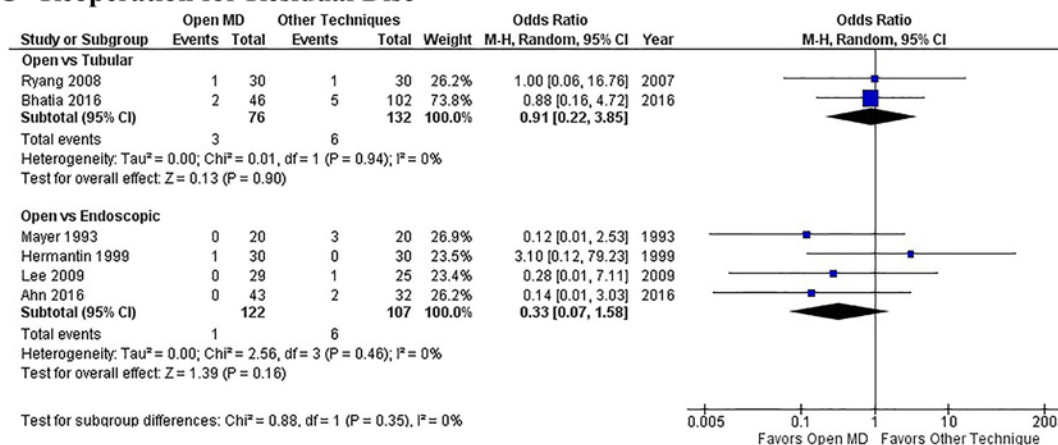 Reoperation for Residual Disc
Open MD Other Techniques Odds Ratio Odds Ratio
Study or Subgroup Events Total Events Total Weight M-H, Random, 95% CI Year M-H, Random, 95% CI
Open vs Tubular
Ryang 2008 1 30 1 30 26.2% 1.00 [0.06, 16.76] 2007
Bhatia 2016 2 46 5 102 73.8% 0.88 [0.16, 4.72] 2016
Subtotal (95% CI) 76 132 100.0% 0.91 [0.22, 3.85]
Total events 3 6
Heterogeneity: Tau² = 0.00; Chi² = 0.01, df = 1 (P = 0.94); I² = 0%
Test for overall effect: Z = 0.13 (P = 0.90)
Open vs Endoscopic
Mayer 1993 0 20 3 20 26.9% 0.12 [0.01, 2.53] 1993
Hermantin 1999 1 30 0 30 23.5% 3.10 [0.12, 79.23] 1999
Lee 2009 0 29 1 25 23.4% 0.28 [0.01, 7.11] 2009
Ahn 2016 0 43 2 32 26.2% 0.14 [0.01, 3.03] 2016
Subtotal (95% CI) 122 107 100.0% 0.33 [0.07, 1.58]
Total events 1 6
Heterogeneity: Tau² = 0.00; Chi² = 2.56, df = 3 (P = 0.46); I² = 0%
Test for overall effect: Z = 1.39 (P = 0.16)
Test for subgroup differences: Chi² = 0.88, df = 1 (P = 0.35), I² = 0%
0.005 0.1 1 10 200
Favors Open MD Favors Other Technique